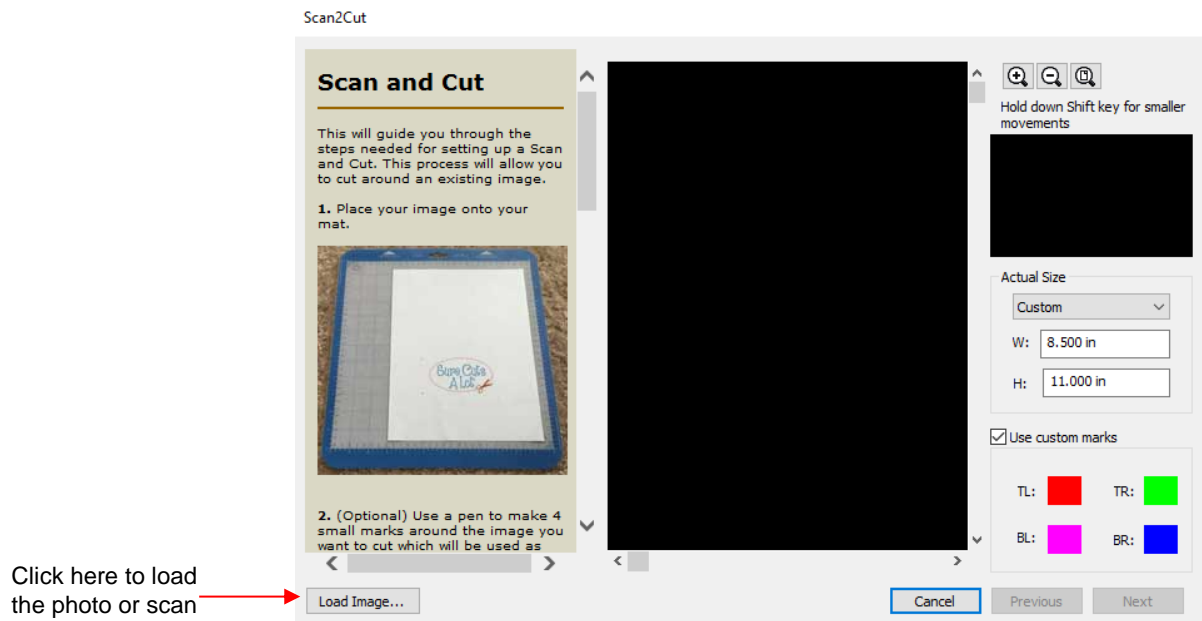 Scan2Cut
Scan and Cut
This will guide you through the
steps needed for setting up a Scan
and Cut. This process will allow you
to cut around an existing image.
1. Place your image onto your
mat.
Sure Cuts
A Lot
2. (Optional) Use a pen to make 4
small marks around the image you
want to cut which will be used as
Hold down Shift key for smaller
movements
Actual Size
Custom
W: 8.500 in
H: 11.000 in
Use custom marks
TL: TR:
BL: BR:
Click here to load
the photo or scan
Load Image...
Cancel
Previous
Next